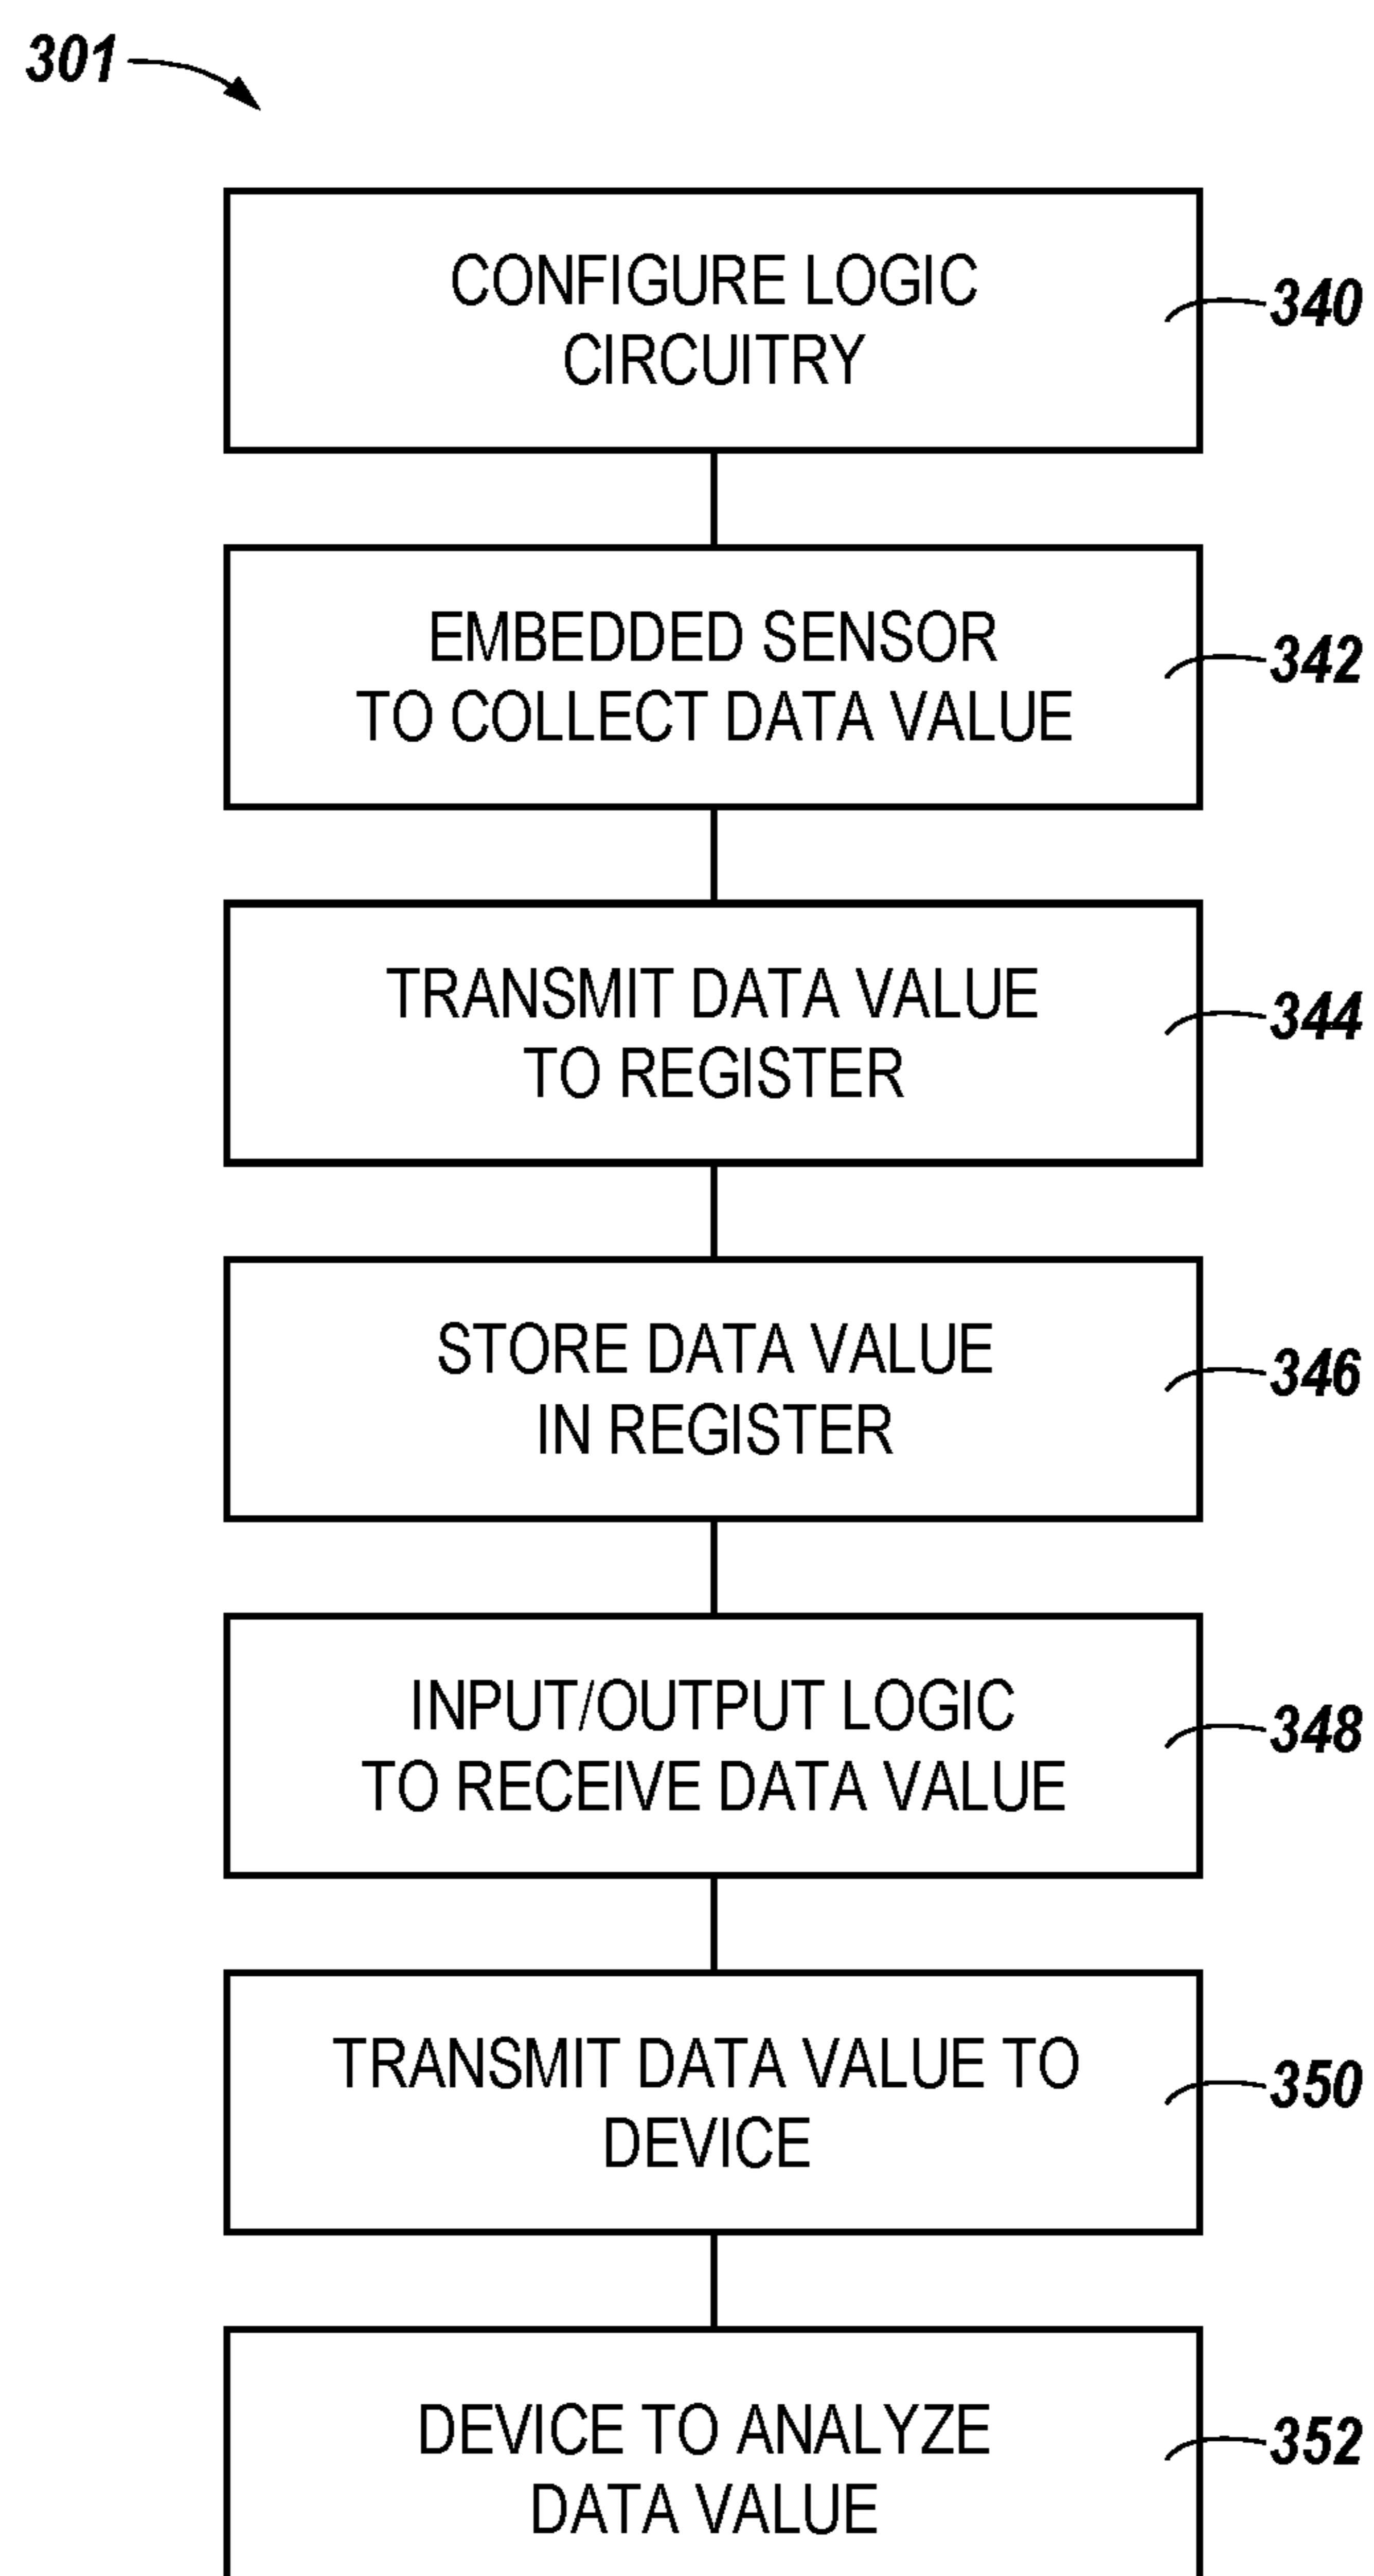 301
CONFIGURE LOGIC
CIRCUITRY
340
EMBEDDED SENSOR
TO COLLECT DATA VALUE
342
TRANSMIT DATA VALUE
TO REGISTER
344
STORE DATA VALUE
IN REGISTER
346
INPUT/OUTPUT LOGIC
TO RECEIVE DATA VALUE
348
TRANSMIT DATA VALUE TO
DEVICE
350
DEVICE TO ANALYZE
DATA VALUE
352